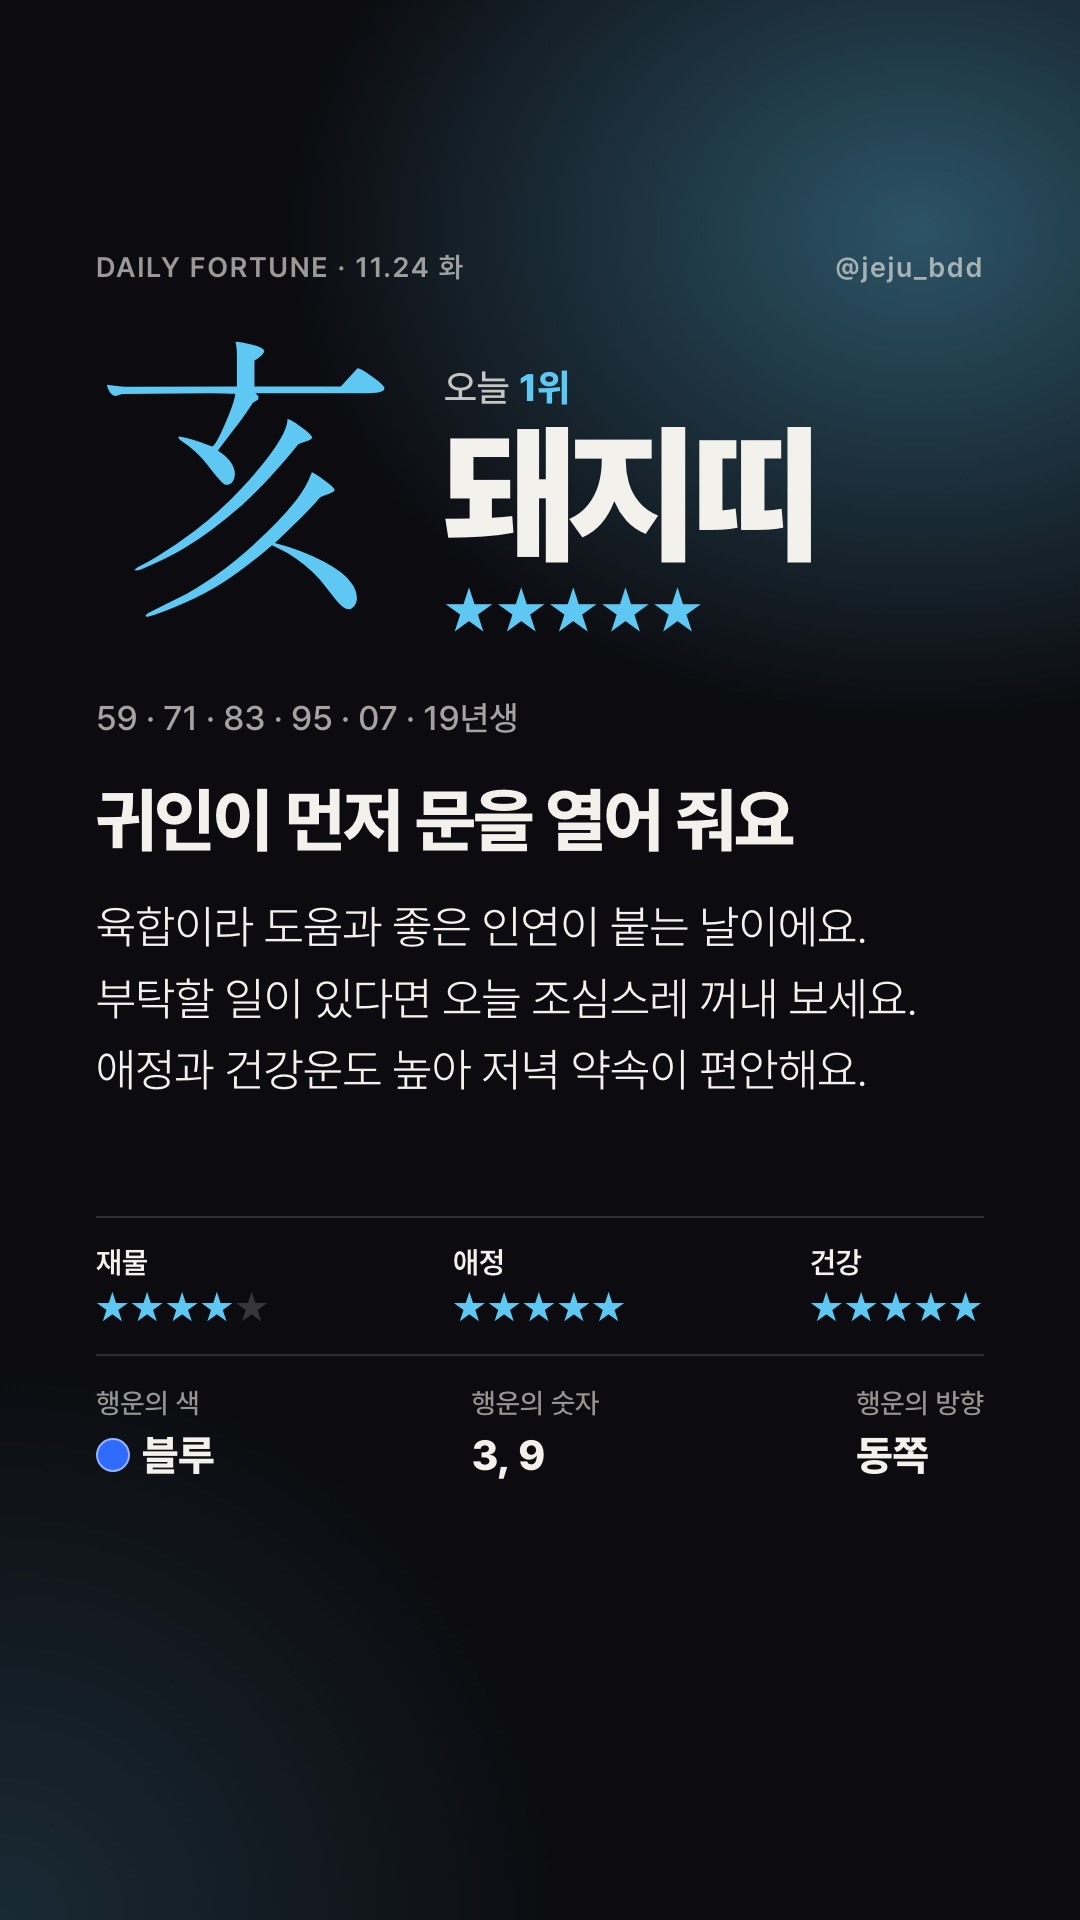 DAILY FORTUNE · 11.24 화
@jeju_bdd
亥
오늘 1위
돼지띠
★★★★★
59 · 71 · 83 · 95 · 07 · 19년생
귀인이 먼저 문을 열어 줘요
육합이라 도움과 좋은 인연이 붙는 날이에요.
부탁할 일이 있다면 오늘 조심스레 꺼내 보세요.
애정과 건강운도 높아 저녁 약속이 편안해요.
재물 애정 건강
★★★★★ ★★★★★ ★★★★★
행운의 색 행운의 숫자 행운의 방향
블루 3, 9 동쪽